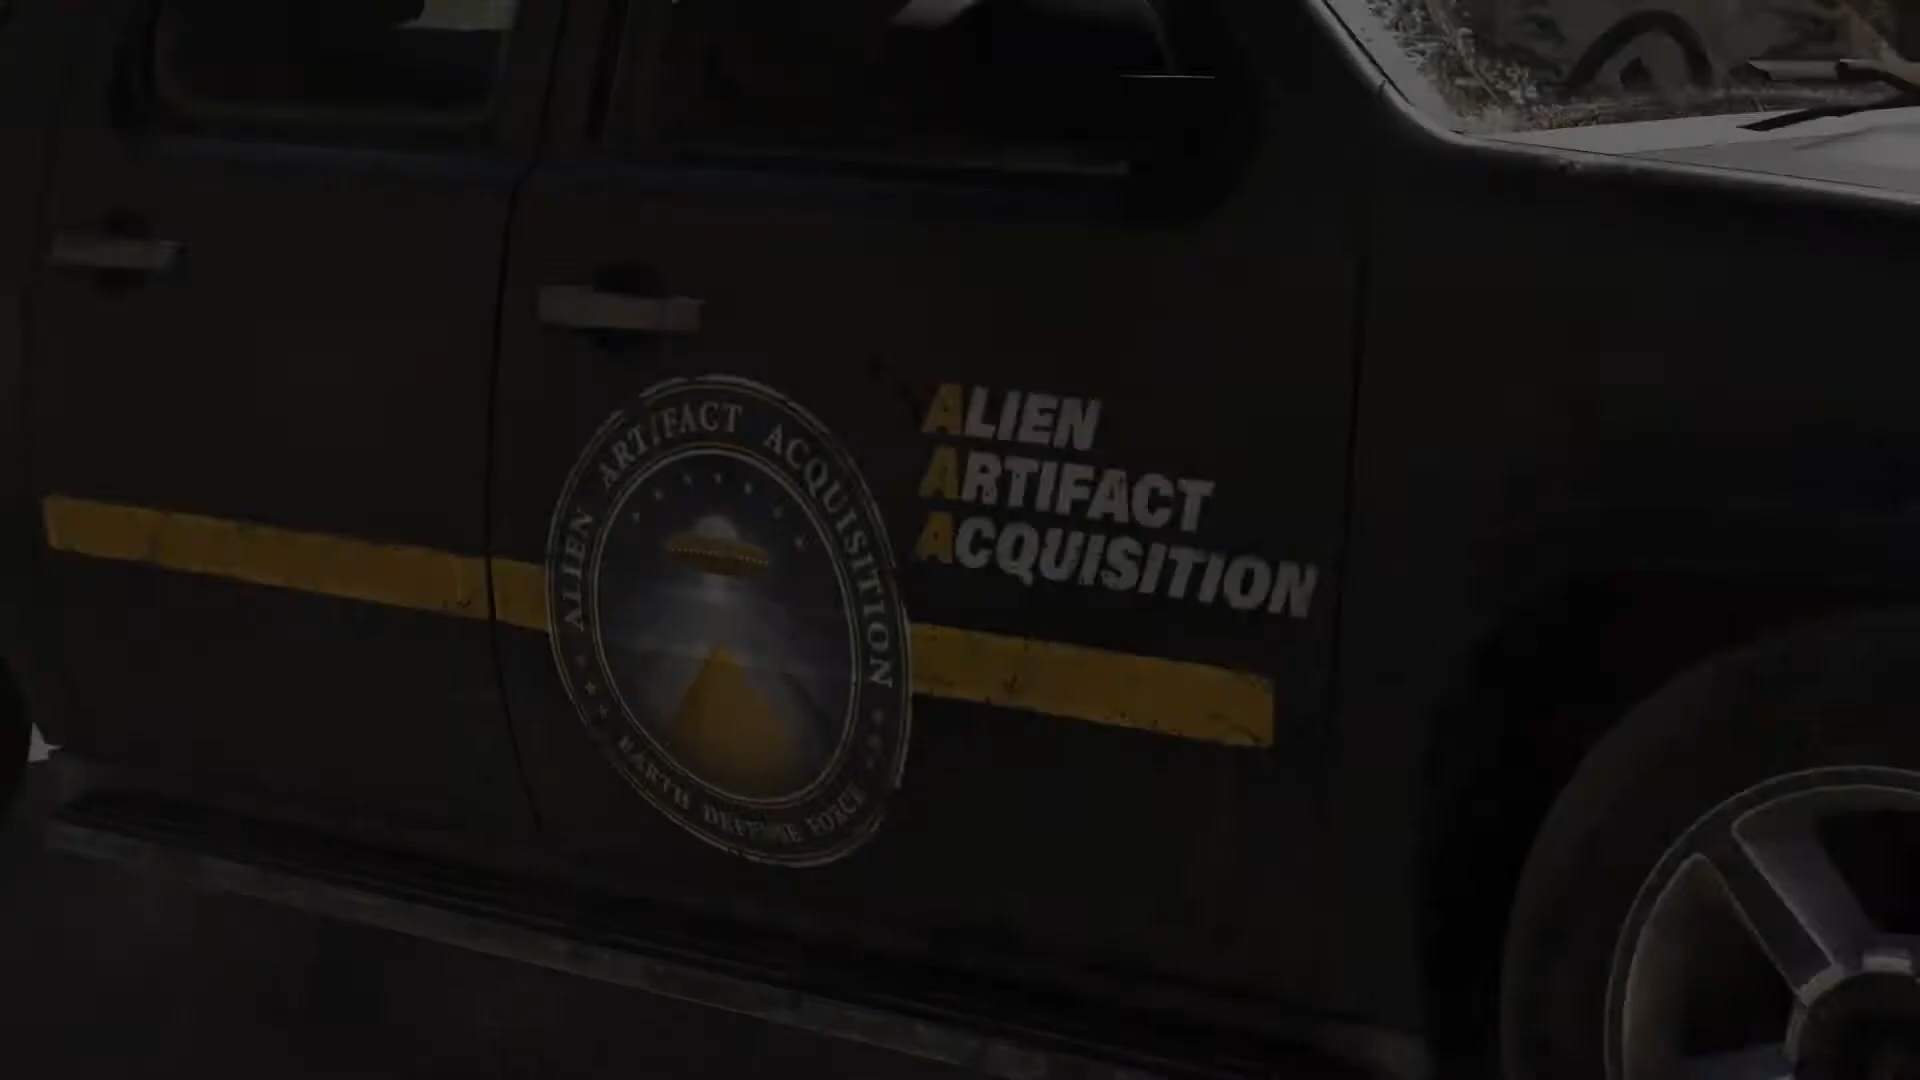 ALIEN ARTIFACT ACQUISITION
EARTH DEFENSE FORCE
ALIEN
ARTIFACT
ACQUISITION